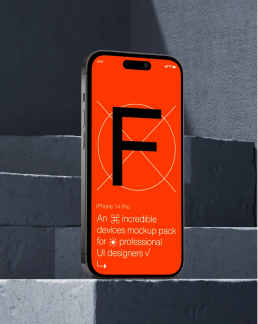 F
iPhone 14 Pro
An ⌘ incredible
devices mockup pack
for ☀ professional
UI designers √